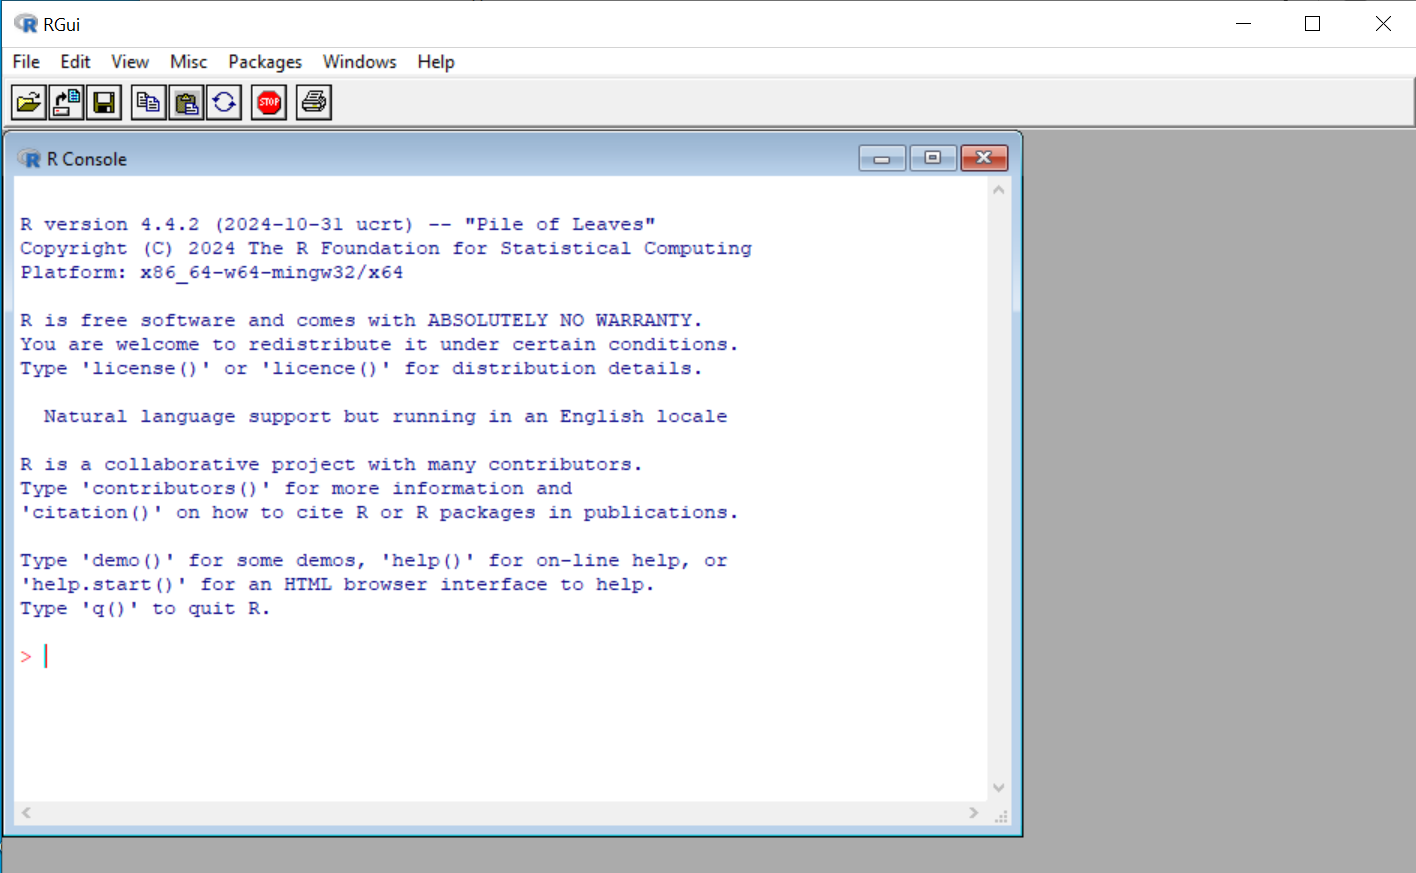 RGui
File Edit View Misc Packages Windows Help
STOP
R Console
R version 4.4.2 (2024-10-31 ucrt) -- "Pile of Leaves"
Copyright (C) 2024 The R Foundation for Statistical Computing
Platform: x86_64-w64-mingw32/x64
R is free software and comes with ABSOLUTELY NO WARRANTY.
You are welcome to redistribute it under certain conditions.
Type 'license()' or 'licence()' for distribution details.
Natural language support but running in an English locale
R is a collaborative project with many contributors.
Type 'contributors()' for more information and
'citation()' on how to cite R or R packages in publications.
Type 'demo()' for some demos, 'help()' for on-line help, or
'help.start()' for an HTML browser interface to help.
Type 'q()' to quit R.
>